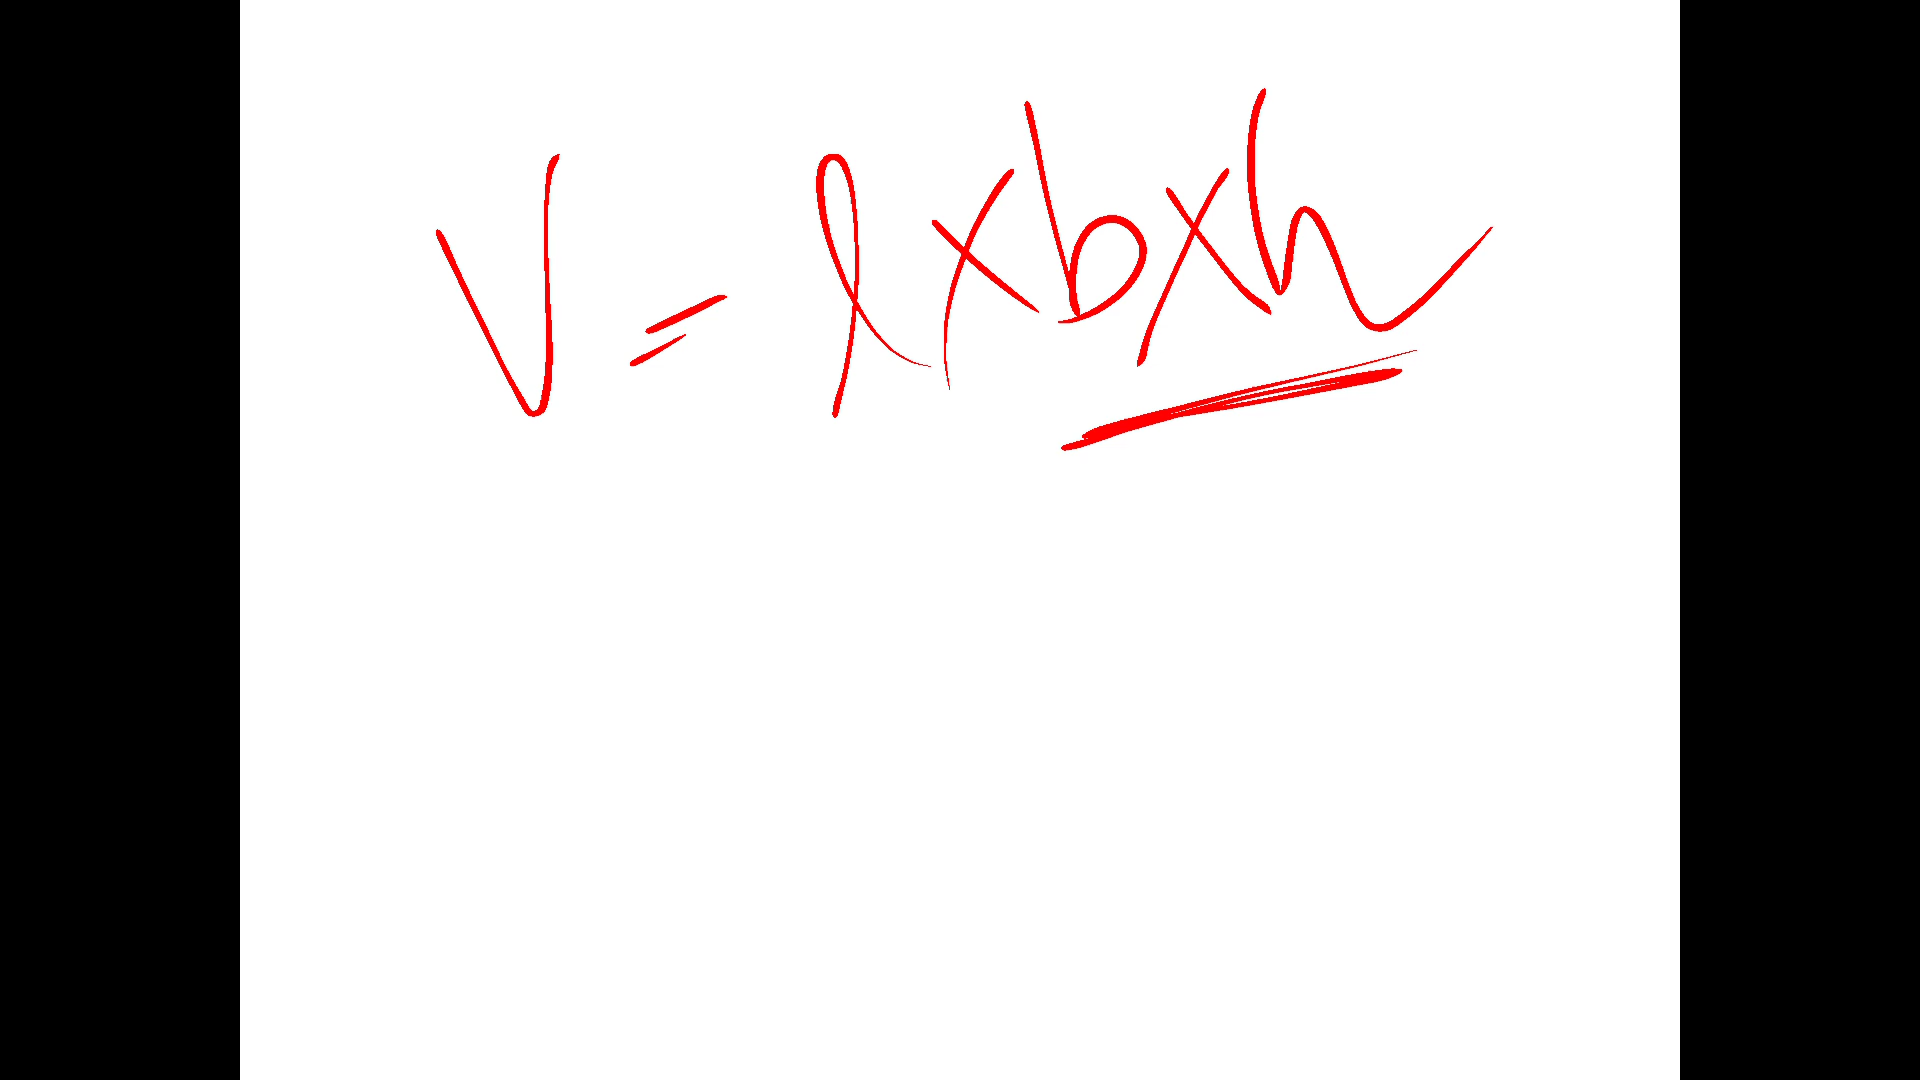 V = l x b x h